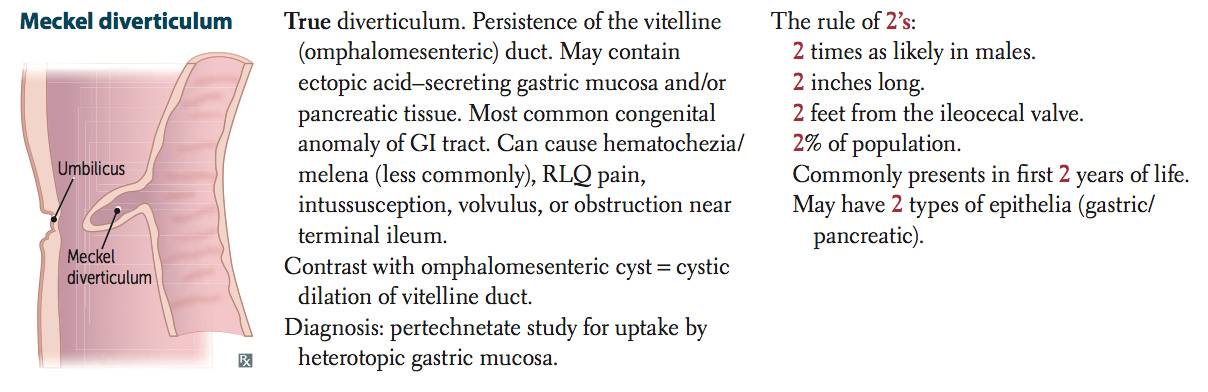 Meckel diverticulum
Umbilicus
Meckel
diverticulum
True diverticulum. Persistence of the vitelline
(omphalomesenteric) duct. May contain
ectopic acid–secreting gastric mucosa and/or
pancreatic tissue. Most common congenital
anomaly of GI tract. Can cause hematochezia/
melena (less commonly), RLQ pain,
intussusception, volvulus, or obstruction near
terminal ileum.
Contrast with omphalomesenteric cyst = cystic
dilation of vitelline duct.
Diagnosis: pertechnetate study for uptake by
heterotopic gastric mucosa.
The rule of 2's:
2 times as likely in males.
2 inches long.
2 feet from the ileocecal valve.
2% of population.
Commonly presents in first 2 years of life.
May have 2 types of epithelia (gastric/
pancreatic).
Rx